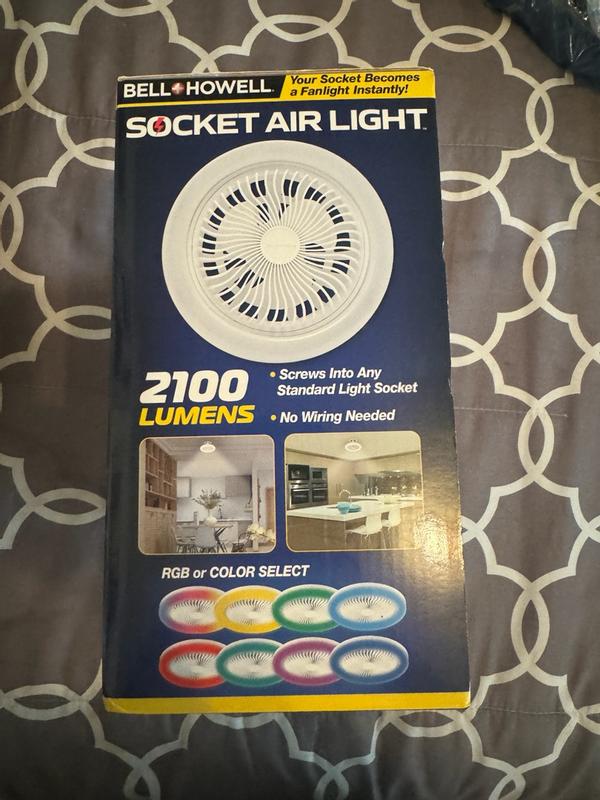 BELL+HOWELL
Your Socket Becomes
a Fanlight Instantly!
SOCKET AIR LIGHT™
2100
LUMENS
• Screws Into Any
Standard Light Socket
• No Wiring Needed
RGB or COLOR SELECT